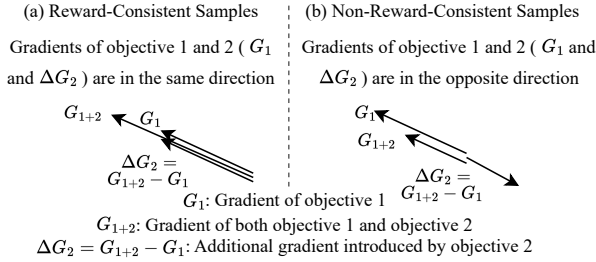 (a) Reward-Consistent Samples
Gradients of objective 1 and 2 ( G₁
and ΔG₂ ) are in the same direction
G₁₊₂
G₁
ΔG₂ =
G₁₊₂ − G₁
(b) Non-Reward-Consistent Samples
Gradients of objective 1 and 2 ( G₁ and
ΔG₂ ) are in the opposite direction
G₁
G₁₊₂
ΔG₂ =
G₁₊₂ − G₁
G₁: Gradient of objective 1
G₁₊₂: Gradient of both objective 1 and objective 2
ΔG₂ = G₁₊₂ − G₁: Additional gradient introduced by objective 2